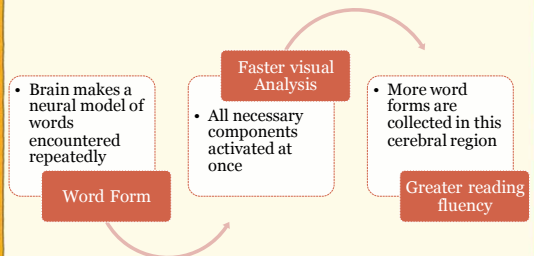 • Brain makes a
neural model of
words
encountered
repeatedly
Word Form
Faster visual
Analysis
• All necessary
components
activated at
once
• More word
forms are
collected in this
cerebral region
Greater reading
fluency